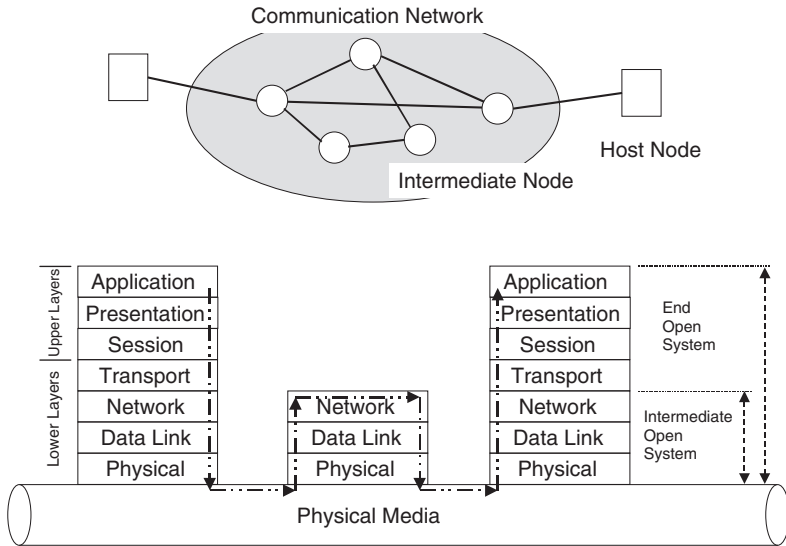 Communication Network
Host Node
Intermediate Node
Upper Layers
Lower Layers
Application
Presentation
Session
Transport
Network
Data Link
Physical
Network
Data Link
Physical
Application
Presentation
Session
Transport
Network
Data Link
Physical
End
Open
System
Intermediate
Open
System
Physical Media